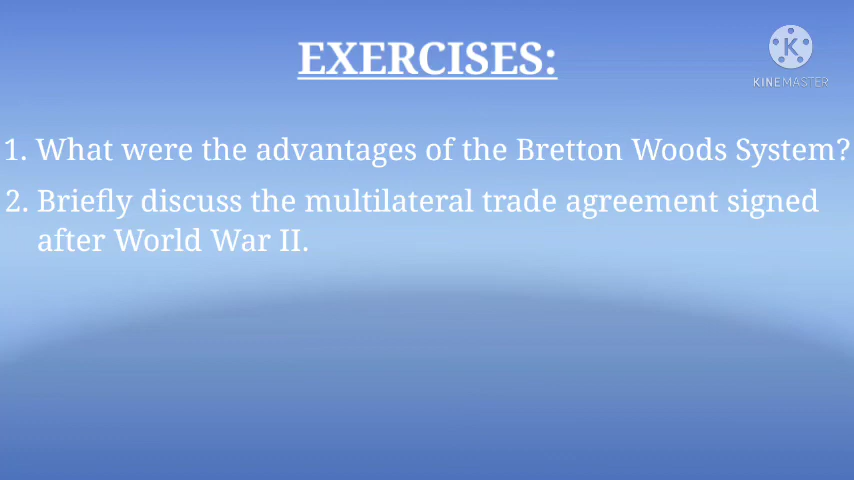 EXERCISES:
K
KINEMASTER
1. What were the advantages of the Bretton Woods System?
2. Briefly discuss the multilateral trade agreement signed
after World War II.